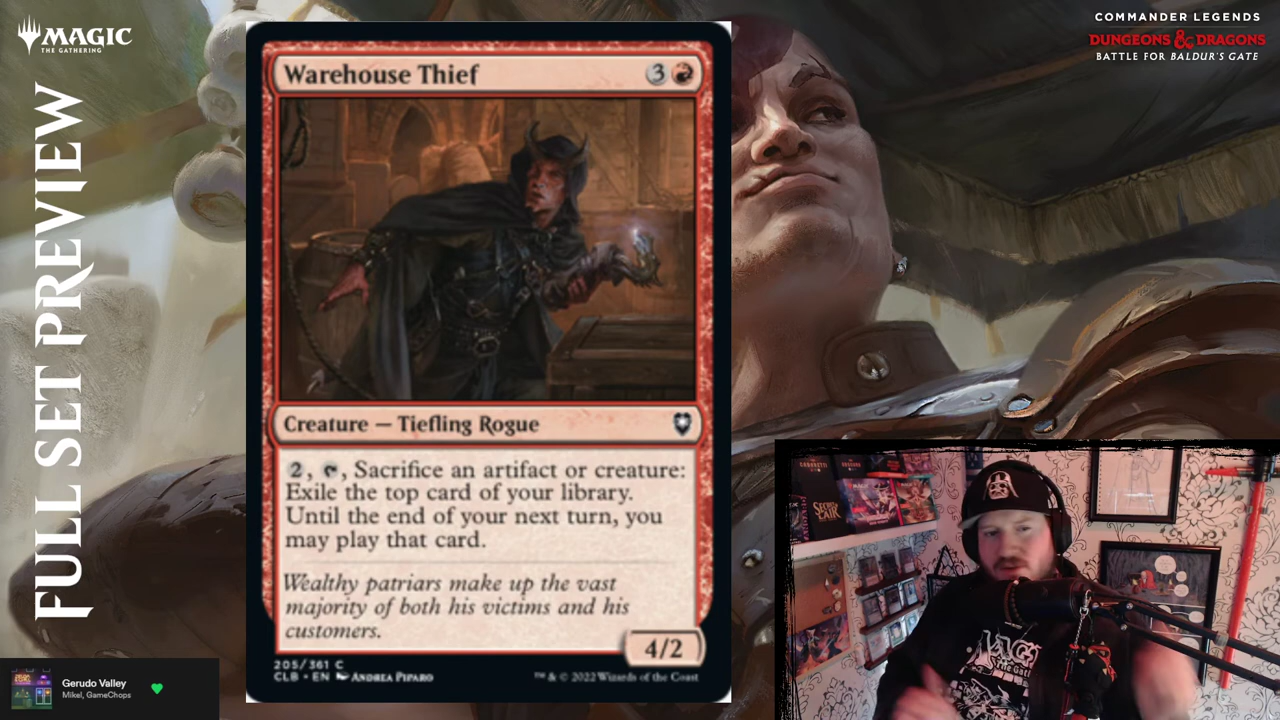 MAGIC
THE GATHERING
FULL SET PREVIEW
COMMANDER LEGENDS
DUNGEONS & DRAGONS
BATTLE FOR BALDUR'S GATE
Warehouse Thief 3
Creature — Tiefling Rogue
2, Sacrifice an artifact or creature:
Exile the top card of your library.
Until the end of your next turn, you
may play that card.
Wealthy patriars make up the vast
majority of both his victims and his
customers.
4/2
205/361 C
CLB • EN ANDREA PIPARO
™ & © 2022 Wizards of the Coast
Gerudo Valley
Mikel, GameChops
MAGIC